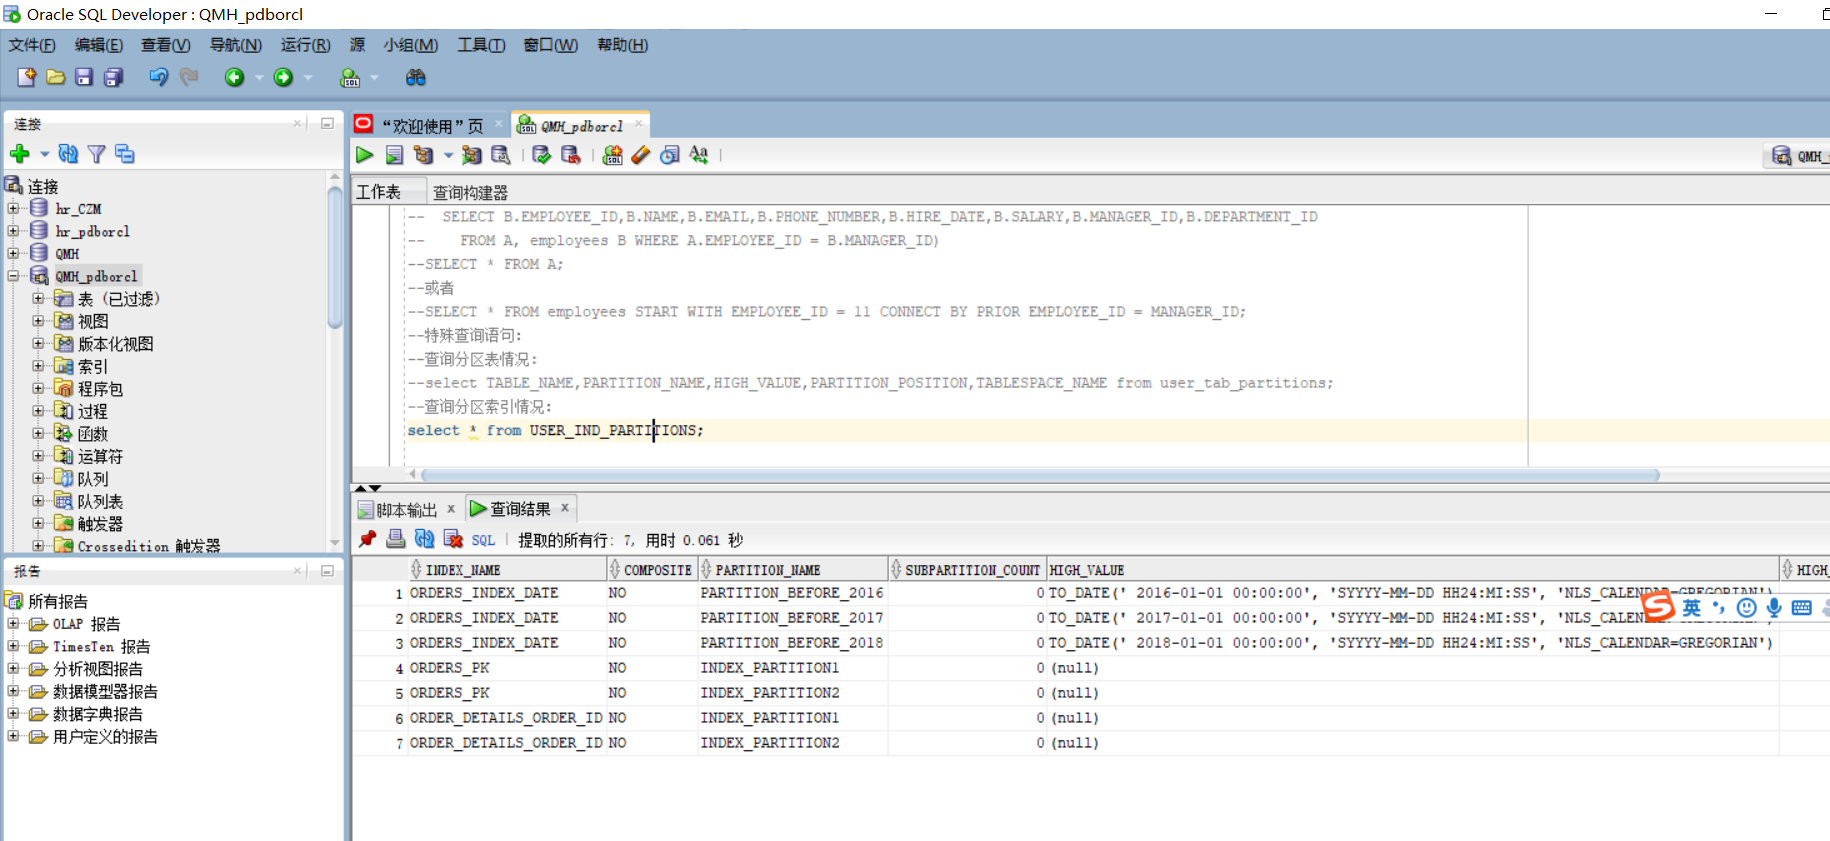 Oracle SQL Developer : QMH_pdborcl
文件(F) 编辑(E) 查看(V) 导航(N) 运行(R) 源 小组(M) 工具(T) 窗口(W) 帮助(H)
连接
连接
hr_CZM
hr_pdborcl
QMH
QMH_pdborcl
表 (已过滤)
视图
版本化视图
索引
程序包
过程
函数
运算符
队列
队列表
触发器
Crossedition 触发器
报告
所有报告
OLAP 报告
TimesTen 报告
分析视图报告
数据模型器报告
数据字典报告
用户定义的报告
“欢迎使用”页 QMH_pdborcl
QMH_
工作表 查询构建器
-- SELECT B.EMPLOYEE_ID,B.NAME,B.EMAIL,B.PHONE_NUMBER,B.HIRE_DATE,B.SALARY,B.MANAGER_ID,B.DEPARTMENT_ID
-- FROM A, employees B WHERE A.EMPLOYEE_ID = B.MANAGER_ID)
--SELECT * FROM A;
--或者
--SELECT * FROM employees START WITH EMPLOYEE_ID = 11 CONNECT BY PRIOR EMPLOYEE_ID = MANAGER_ID;
--特殊查询语句:
--查询分区表情况:
--select TABLE_NAME,PARTITION_NAME,HIGH_VALUE,PARTITION_POSITION,TABLESPACE_NAME from user_tab_partitions;
--查询分区索引情况:
select * from USER_IND_PARTITIONS;
脚本输出 x 查询结果 x
SQL | 提取的所有行: 7, 用时 0.061 秒
INDEX_NAME COMPOSITE PARTITION_NAME SUBPARTITION_COUNT HIGH_VALUE HIGH_
1 ORDERS_INDEX_DATE NO PARTITION_BEFORE_2016 0 TO_DATE(' 2016-01-01 00:00:00', 'SYYYY-MM-DD HH24:MI:SS', 'NLS_CALENDAR=GREGORIAN')
2 ORDERS_INDEX_DATE NO PARTITION_BEFORE_2017 0 TO_DATE(' 2017-01-01 00:00:00', 'SYYYY-MM-DD HH24:MI:SS', 'NLS_CALEN
3 ORDERS_INDEX_DATE NO PARTITION_BEFORE_2018 0 TO_DATE(' 2018-01-01 00:00:00', 'SYYYY-MM-DD HH24:MI:SS', 'NLS_CALENDAR=GREGORIAN')
4 ORDERS_PK NO INDEX_PARTITION1 0 (null)
5 ORDERS_PK NO INDEX_PARTITION2 0 (null)
6 ORDER_DETAILS_ORDER_ID NO INDEX_PARTITION1 0 (null)
7 ORDER_DETAILS_ORDER_ID NO INDEX_PARTITION2 0 (null)
S 英